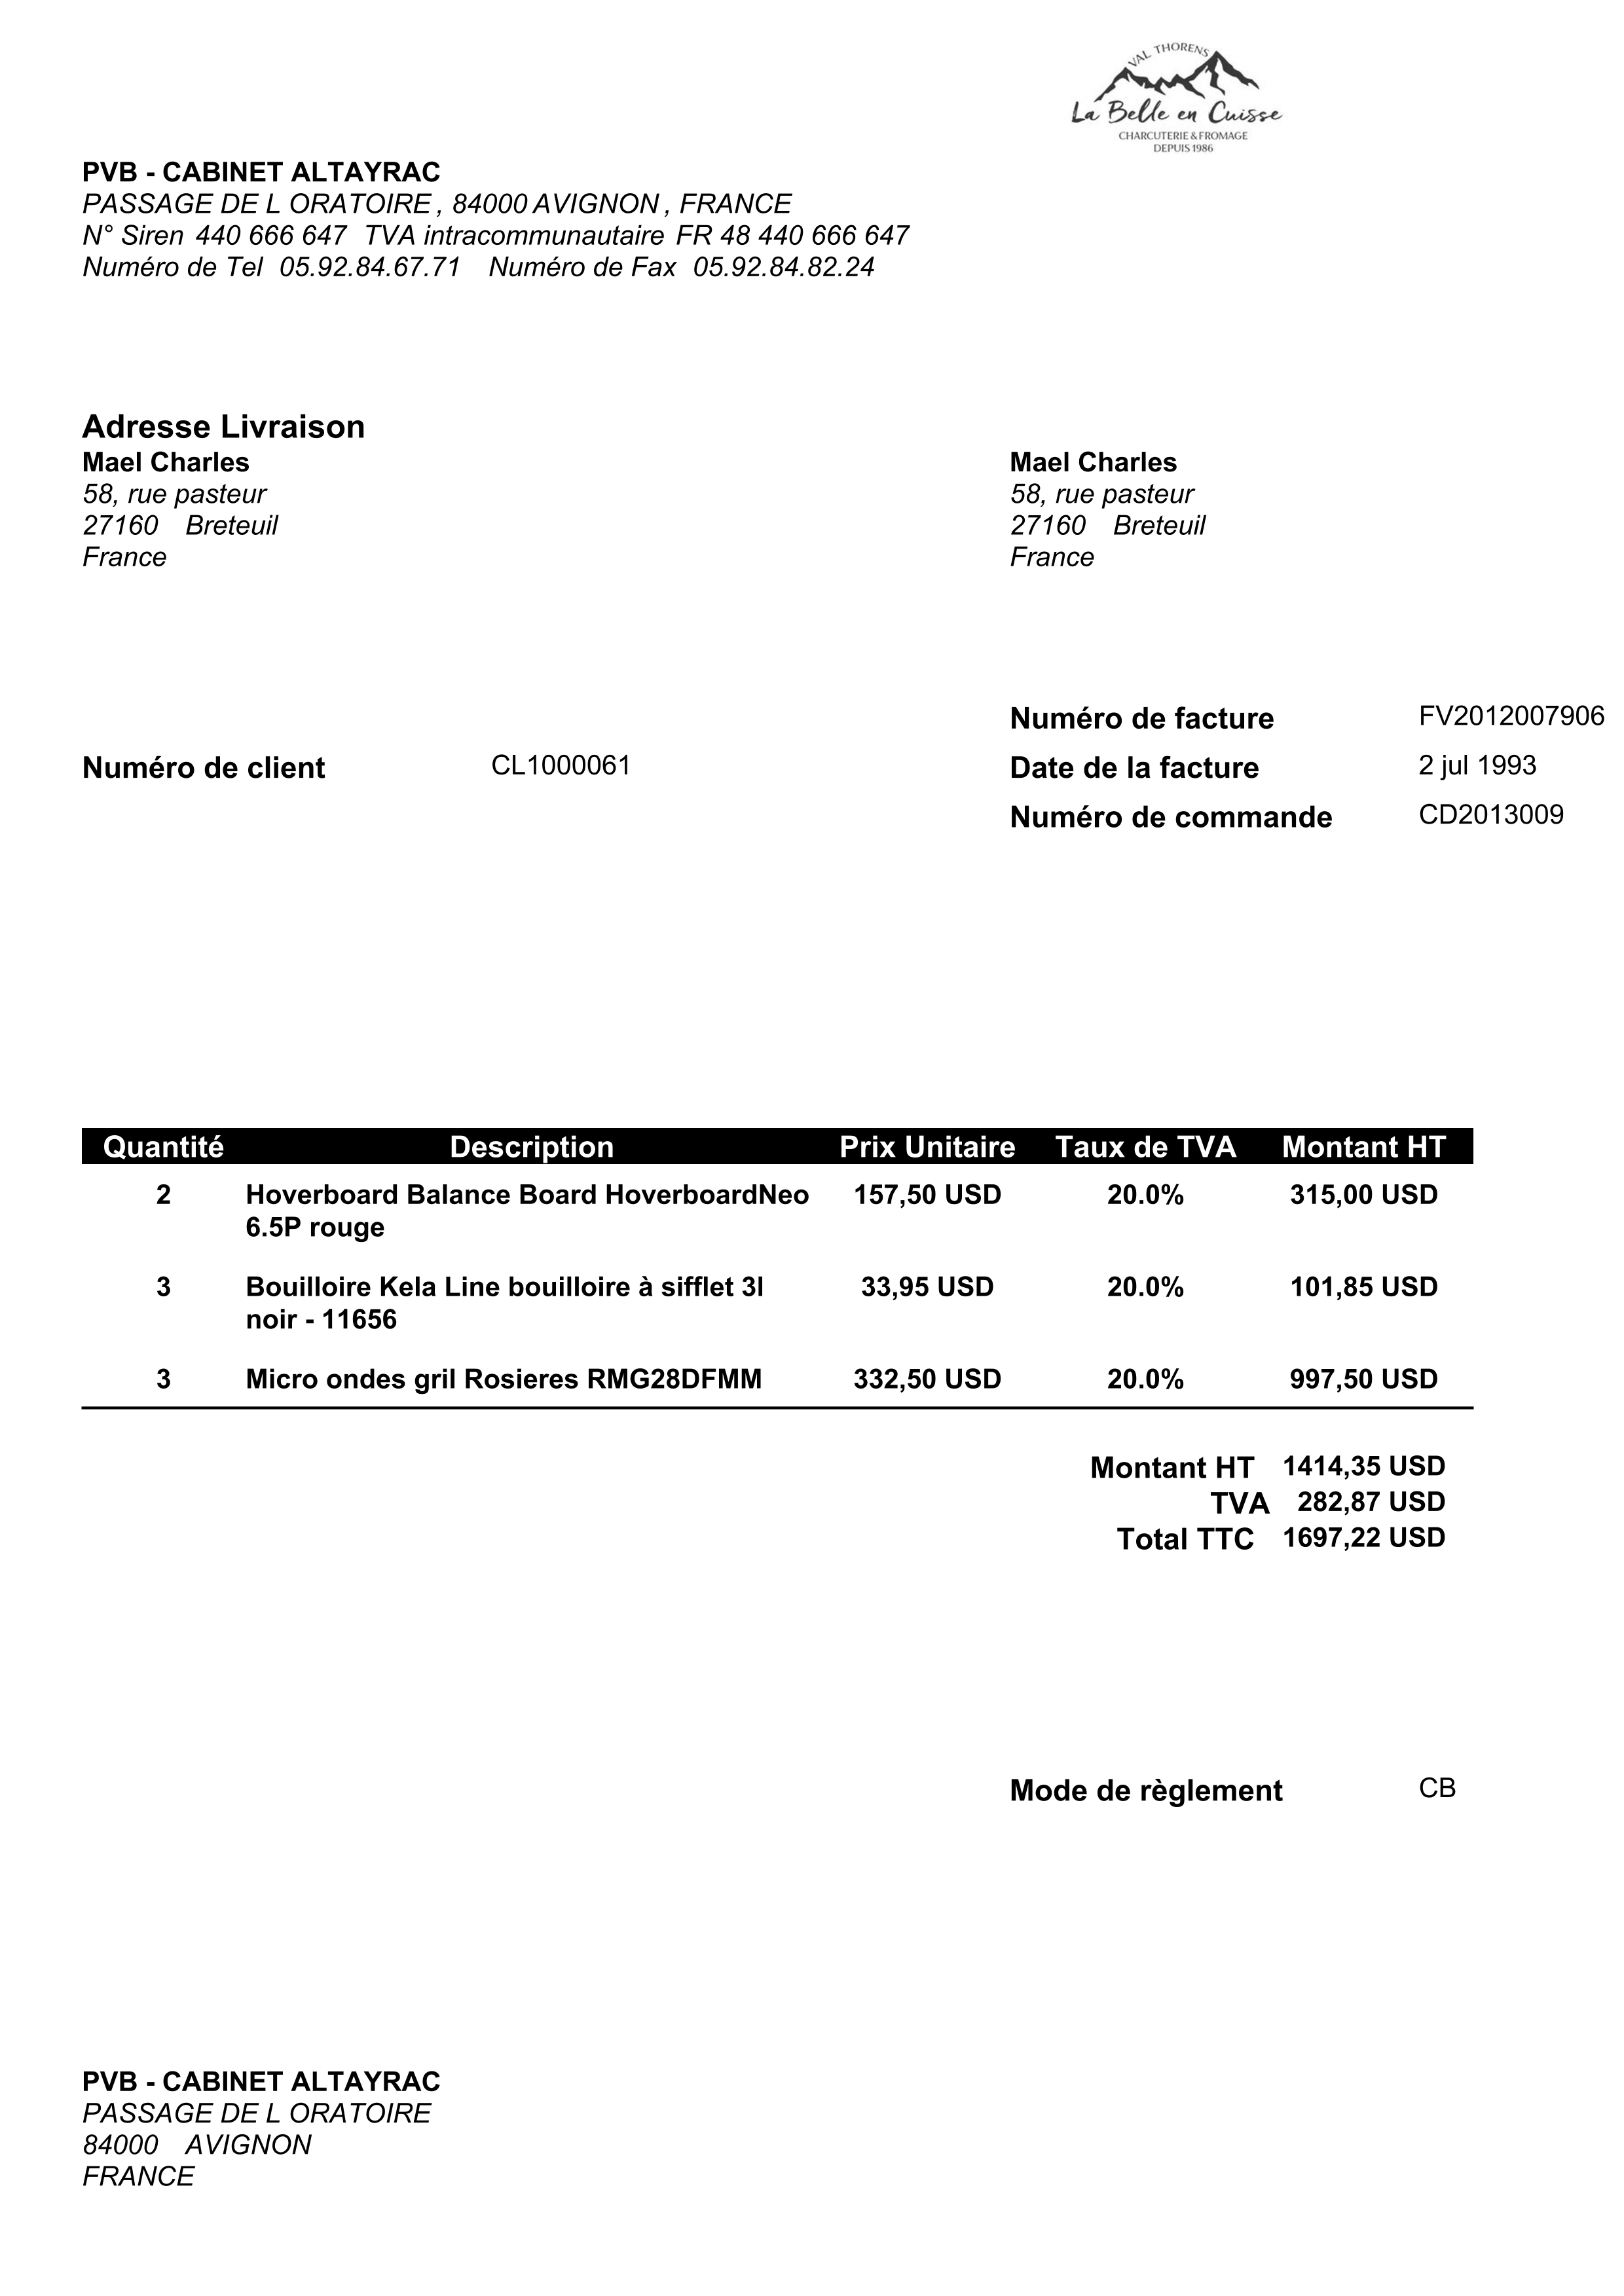 VAL THORENS
La Belle en Cuisse
CHARCUTERIE & FROMAGE
DEPUIS 1986
PVB - CABINET ALTAYRAC
PASSAGE DE L ORATOIRE , 84000 AVIGNON , FRANCE
N° Siren 440 666 647 TVA intracommunautaire FR 48 440 666 647
Numéro de Tel 05.92.84.67.71 Numéro de Fax 05.92.84.82.24
Adresse Livraison
Mael Charles
58, rue pasteur
27160 Breteuil
France
Mael Charles
58, rue pasteur
27160 Breteuil
France
Numéro de facture FV2012007906
Numéro de client CL1000061 Date de la facture 2 jul 1993
Numéro de commande CD2013009
Quantité Description Prix Unitaire Taux de TVA Montant HT
2 Hoverboard Balance Board HoverboardNeo 157,50 USD 20.0% 315,00 USD
6.5P rouge
3 Bouilloire Kela Line bouilloire à sifflet 3l 33,95 USD 20.0% 101,85 USD
noir - 11656
3 Micro ondes gril Rosieres RMG28DFMM 332,50 USD 20.0% 997,50 USD
Montant HT 1414,35 USD
TVA 282,87 USD
Total TTC 1697,22 USD
Mode de règlement CB
PVB - CABINET ALTAYRAC
PASSAGE DE L ORATOIRE
84000 AVIGNON
FRANCE